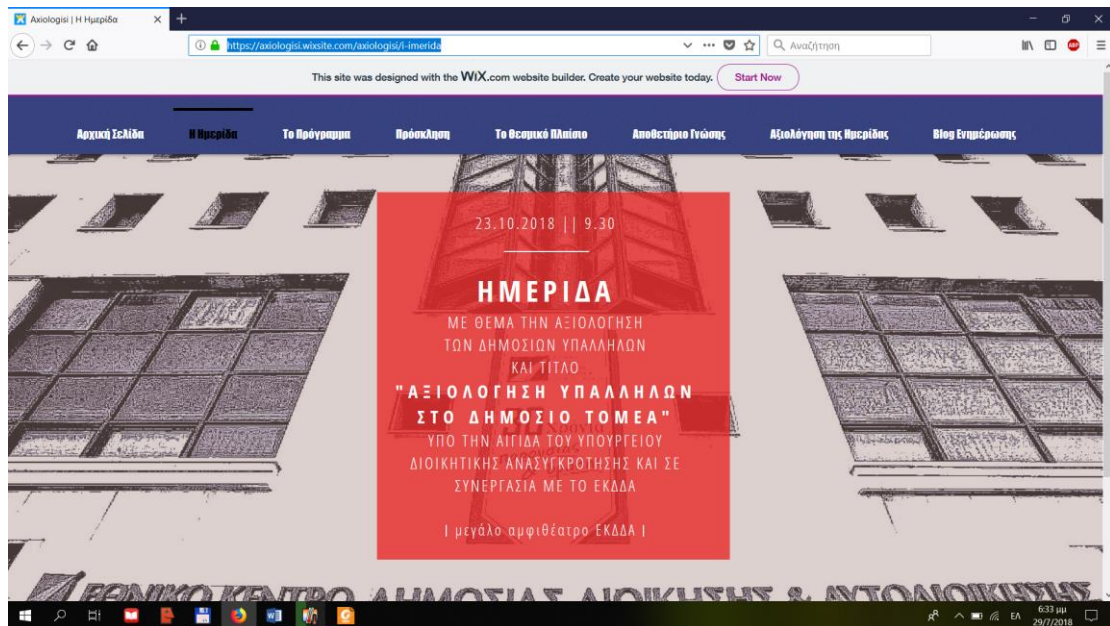 Axiologisi | Η Ημερίδα
https://axiologisi.wixsite.com/axiologisi/i-imerida
Αναζήτηση
ABP
This site was designed with the WiX.com website builder. Create your website today. Start Now
Αρχική Σελίδα Η Ημερίδα Το Πρόγραμμα Πρόσκληση Το Θεσμικό Πλαίσιο Αποθετήριο Γνώσης Αξιολόγηση της Ημερίδας Blog Ενημέρωσης
23.10.2018 || 9.30
ΗΜΕΡΙΔΑ
ΜΕ ΘΕΜΑ ΤΗΝ ΑΞΙΟΛΟΓΗΣΗ
ΤΩΝ ΔΗΜΟΣΙΩΝ ΥΠΑΛΛΗΛΩΝ
ΚΑΙ ΤΙΤΛΟ
"ΑΞΙΟΛΟΓΗΣΗ ΥΠΑΛΛΗΛΩΝ
ΣΤΟ ΔΗΜΟΣΙΟ ΤΟΜΕΑ"
ΥΠΟ ΤΗΝ ΑΙΓΙΔΑ ΤΟΥ ΥΠΟΥΡΓΕΙΟΥ
ΔΙΟΙΚΗΤΙΚΗΣ ΑΝΑΣΥΓΚΡΟΤΗΣΗΣ ΚΑΙ ΣΕ
ΣΥΝΕΡΓΑΣΙΑ ΜΕ ΤΟ ΕΚΔΔΑ
| μεγάλο αμφιθέατρο ΕΚΔΔΑ |
ΕΘΝΙΚΟ ΚΕΝΤΡΟ ΔΗΜΟΣΙΑΣ ΔΙΟΙΚΗΣΗΣ & ΑΥΤΟΔΙΟΙΚΗΣΗΣ
ΕΛ
6:33 μμ
29/7/2018